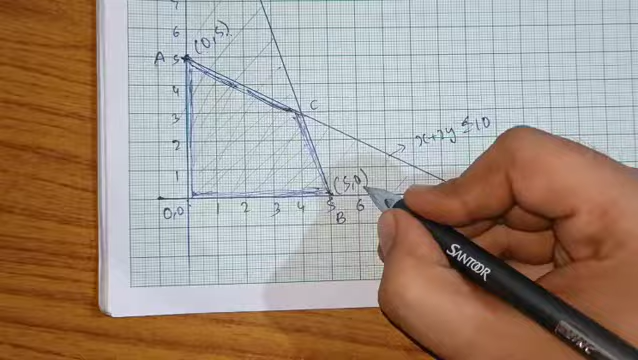 7
6
A 5 (0,5)
4
3 C
x+2y ≤ 10
2
1
(5,0)
0,0 1 2 3 4 5 6
B
SANTOOR